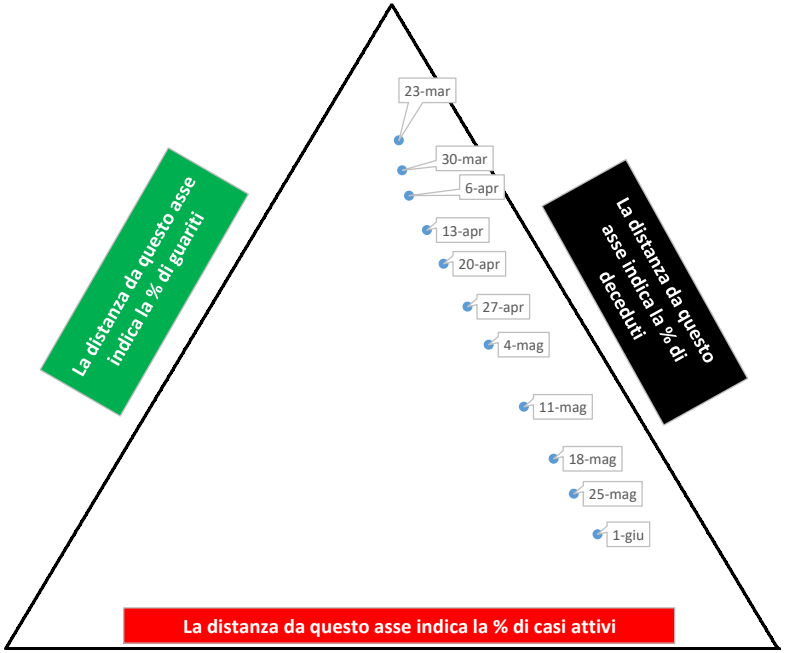 23-mar
30-mar
6-apr
13-apr
20-apr
27-apr
4-mag
11-mag
18-mag
25-mag
1-giu
La distanza da questo asse
indica la % di guariti
La distanza da questo
asse indica la % di
deceduti
La distanza da questo asse indica la % di casi attivi